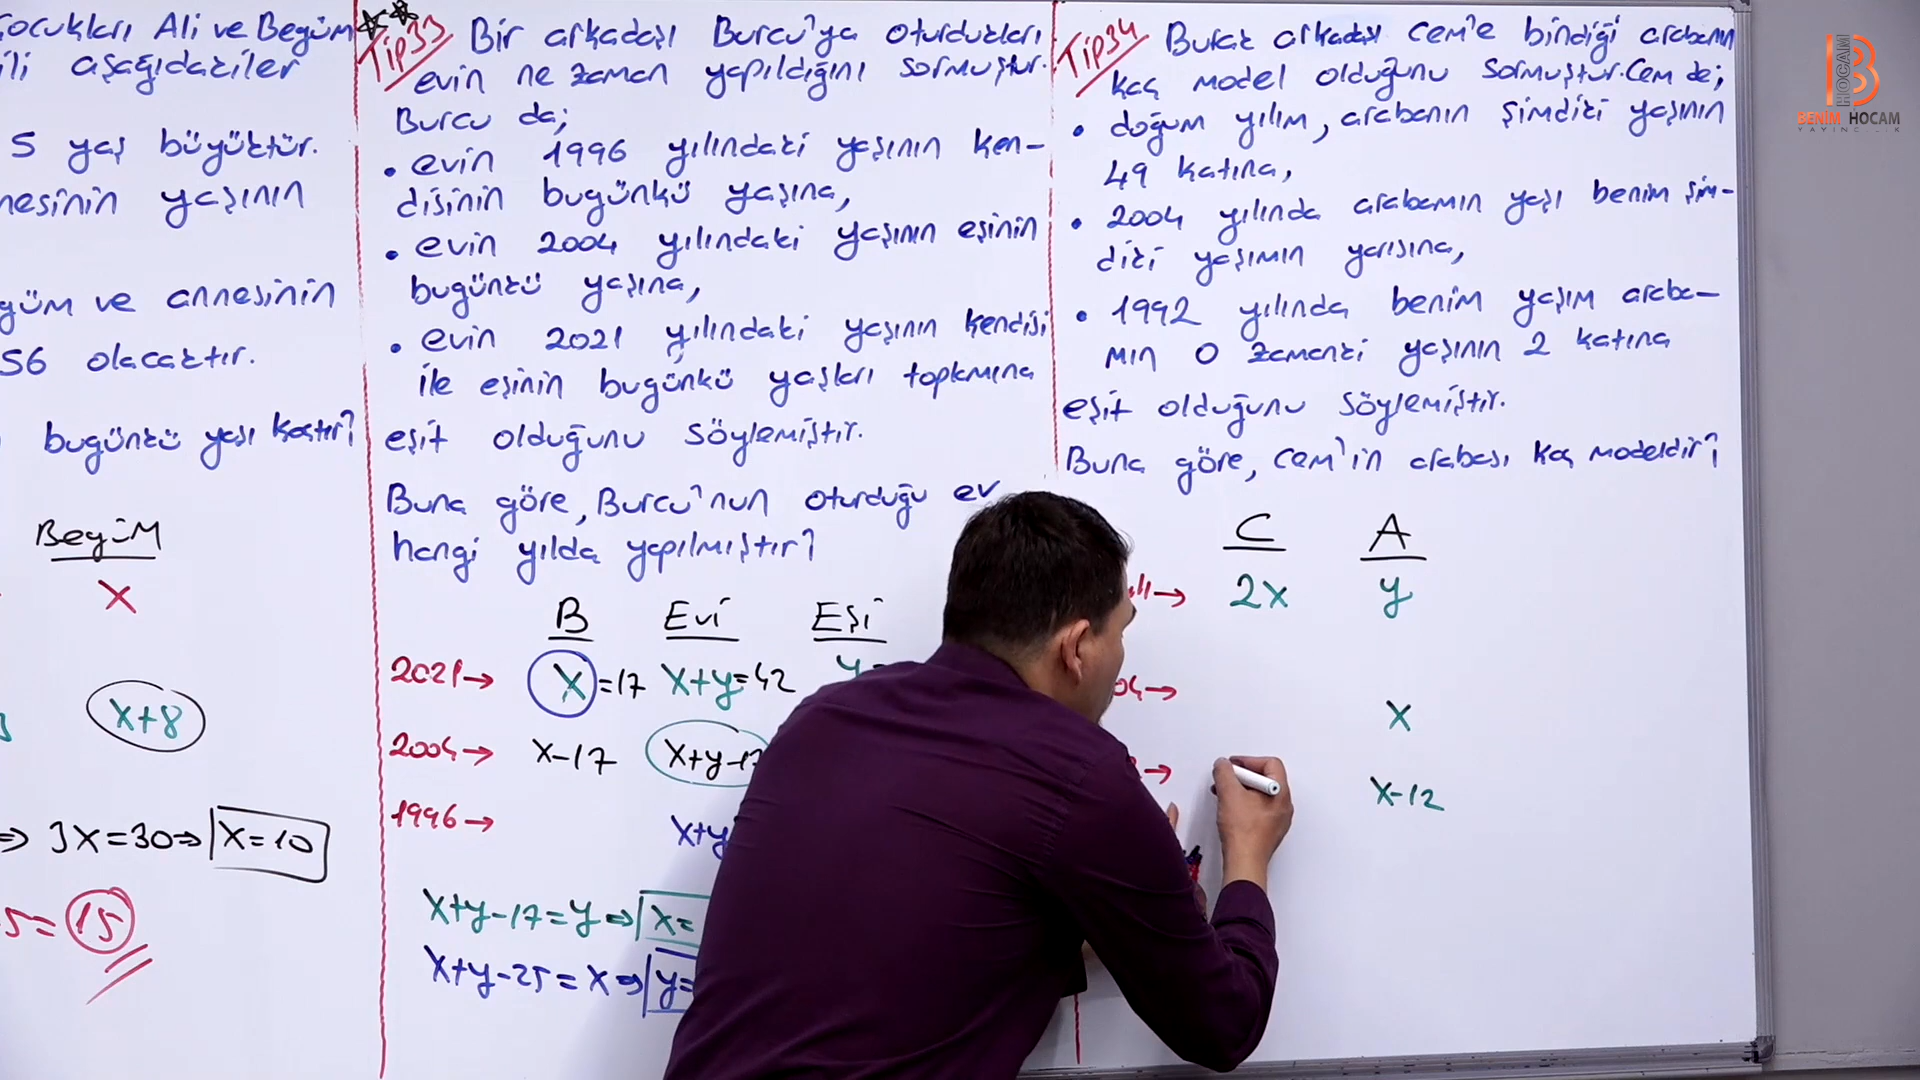 Çocukları Ali ve Begüm
ili aşağıdakiler
5 yaş büyüktür.
nesinin yaşının
güm ve annesinin
56 olacaktır.
bugünkü yaşı kaçtır?
Begüm
x
x+8
⇒ 3x=30⇒ x=10
5= 15
Tip33 Bir arkadaşı Burcu'ya oturdukları
evin ne zaman yapıldığını sormuştur.
Burcu da;
• evin 1996 yılındaki yaşının ken-
disinin bugünkü yaşına,
• evin 2004 yılındaki yaşının eşinin
bugünkü yaşına,
• evin 2021 yılındaki yaşının kendisi
ile eşinin bugünkü yaşları toplamına
eşit olduğunu söylemiştir.
Buna göre, Burcu'nun oturduğu ev
hangi yılda yapılmıştır?
B Evi Eşi
2021→ x=17 x+y=42
2004→ x-17 x+y-17
1996→ x+y
x+y-17=y⇒ x=
x+y-25=x⇒ y=
Tip34 Burak arkadaşı Cem'e bindiği arabanın
kaç model olduğunu sormuştur. Cem de;
• doğum yılım, arabanın şimdiki yaşının
49 katına,
• 2004 yılında arabamın yaşı benim şim-
diki yaşımın yarısına,
• 1992 yılında benim yaşım araba-
mın o zamanki yaşının 2 katına
eşit olduğunu söylemiştir.
Buna göre, Cem'in arabası kaç modeldir?
C A
→ 2x y
04→ x
→ x-12
B HOCAM
BENİM HOCAM